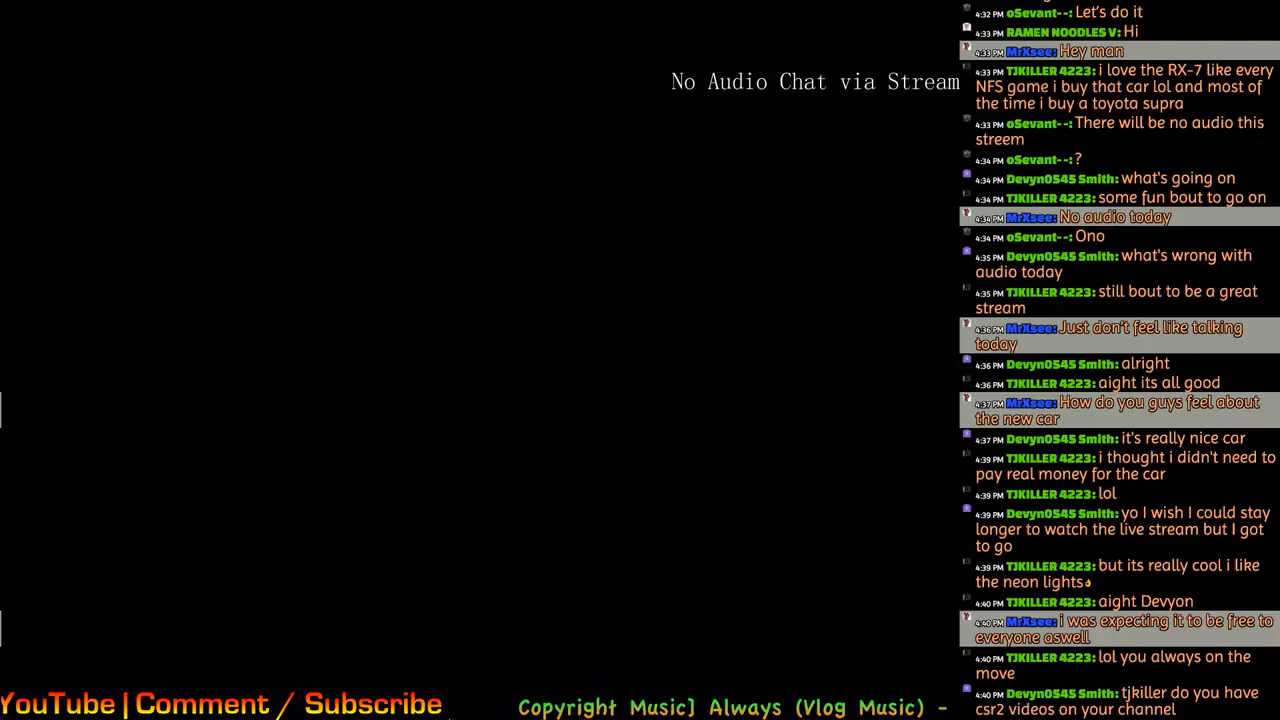 4:32 PM oSevant--: Let's do it
4:33 PM RAMEN NOODLES V: Hi
4:33 PM MrXsee: Hey man
No Audio Chat via Stream
4:33 PM TJKILLER 4223: i love the RX-7 like every
NFS game i buy that car lol and most of
the time i buy a toyota supra
4:33 PM oSevant--: There will be no audio this
streem
4:34 PM oSevant--: ?
4:34 PM Devyn0545 Smith: what's going on
4:34 PM TJKILLER 4223: some fun bout to go on
4:34 PM MrXsee: No audio today
4:34 PM oSevant--: Ono
4:35 PM Devyn0545 Smith: what's wrong with
audio today
4:35 PM TJKILLER 4223: still bout to be a great
stream
4:36 PM MrXsee: Just don't feel like talking
today
4:36 PM Devyn0545 Smith: alright
4:36 PM TJKILLER 4223: aight its all good
4:37 PM MrXsee: How do you guys feel about
the new car
4:37 PM Devyn0545 Smith: it's really nice car
4:39 PM TJKILLER 4223: i thought i didn't need to
pay real money for the car
4:39 PM TJKILLER 4223: lol
4:39 PM Devyn0545 Smith: yo I wish I could stay
longer to watch the live stream but I got
to go
4:39 PM TJKILLER 4223: but its really cool i like
the neon lights
4:40 PM TJKILLER 4223: aight Devyon
4:40 PM MrXsee: i was expecting it to be free to
everyone aswell
4:40 PM TJKILLER 4223: lol you always on the
move
4:40 PM Devyn0545 Smith: tjkiller do you have
csr2 videos on your channel
YouTube | Comment / Subscribe
Copyright Music] Always (Vlog Music) -